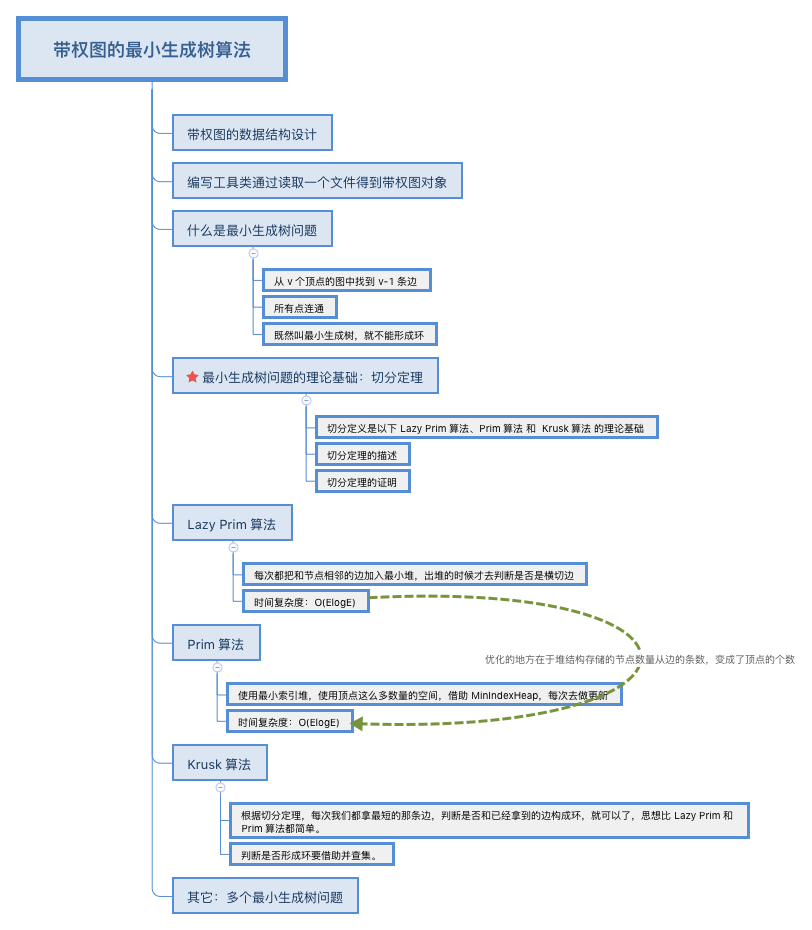 带权图的最小生成树算法
带权图的数据结构设计
编写工具类通过读取一个文件得到带权图对象
什么是最小生成树问题
从 v 个顶点的图中找到 v-1 条边
所有点连通
既然叫最小生成树，就不能形成环
最小生成树问题的理论基础：切分定理
切分定义是以下 Lazy Prim 算法、Prim 算法 和 Krusk 算法 的理论基础
切分定理的描述
切分定理的证明
Lazy Prim 算法
每次都把和节点相邻的边加入最小堆，出堆的时候才去判断是否是横切边
时间复杂度：O(ElogE)
Prim 算法
优化的地方在于堆结构存储的节点数量从边的条数，变成了顶点的个数
使用最小索引堆，使用顶点这么多数量的空间，借助 MinIndexHeap，每次去做更新
时间复杂度：O(ElogE)
Krusk 算法
根据切分定理，每次我们都拿最短的那条边，判断是否和已经拿到的边构成环，就可以了，思想比 Lazy Prim 和
Prim 算法都简单。
判断是否形成环要借助并查集。
其它：多个最小生成树问题